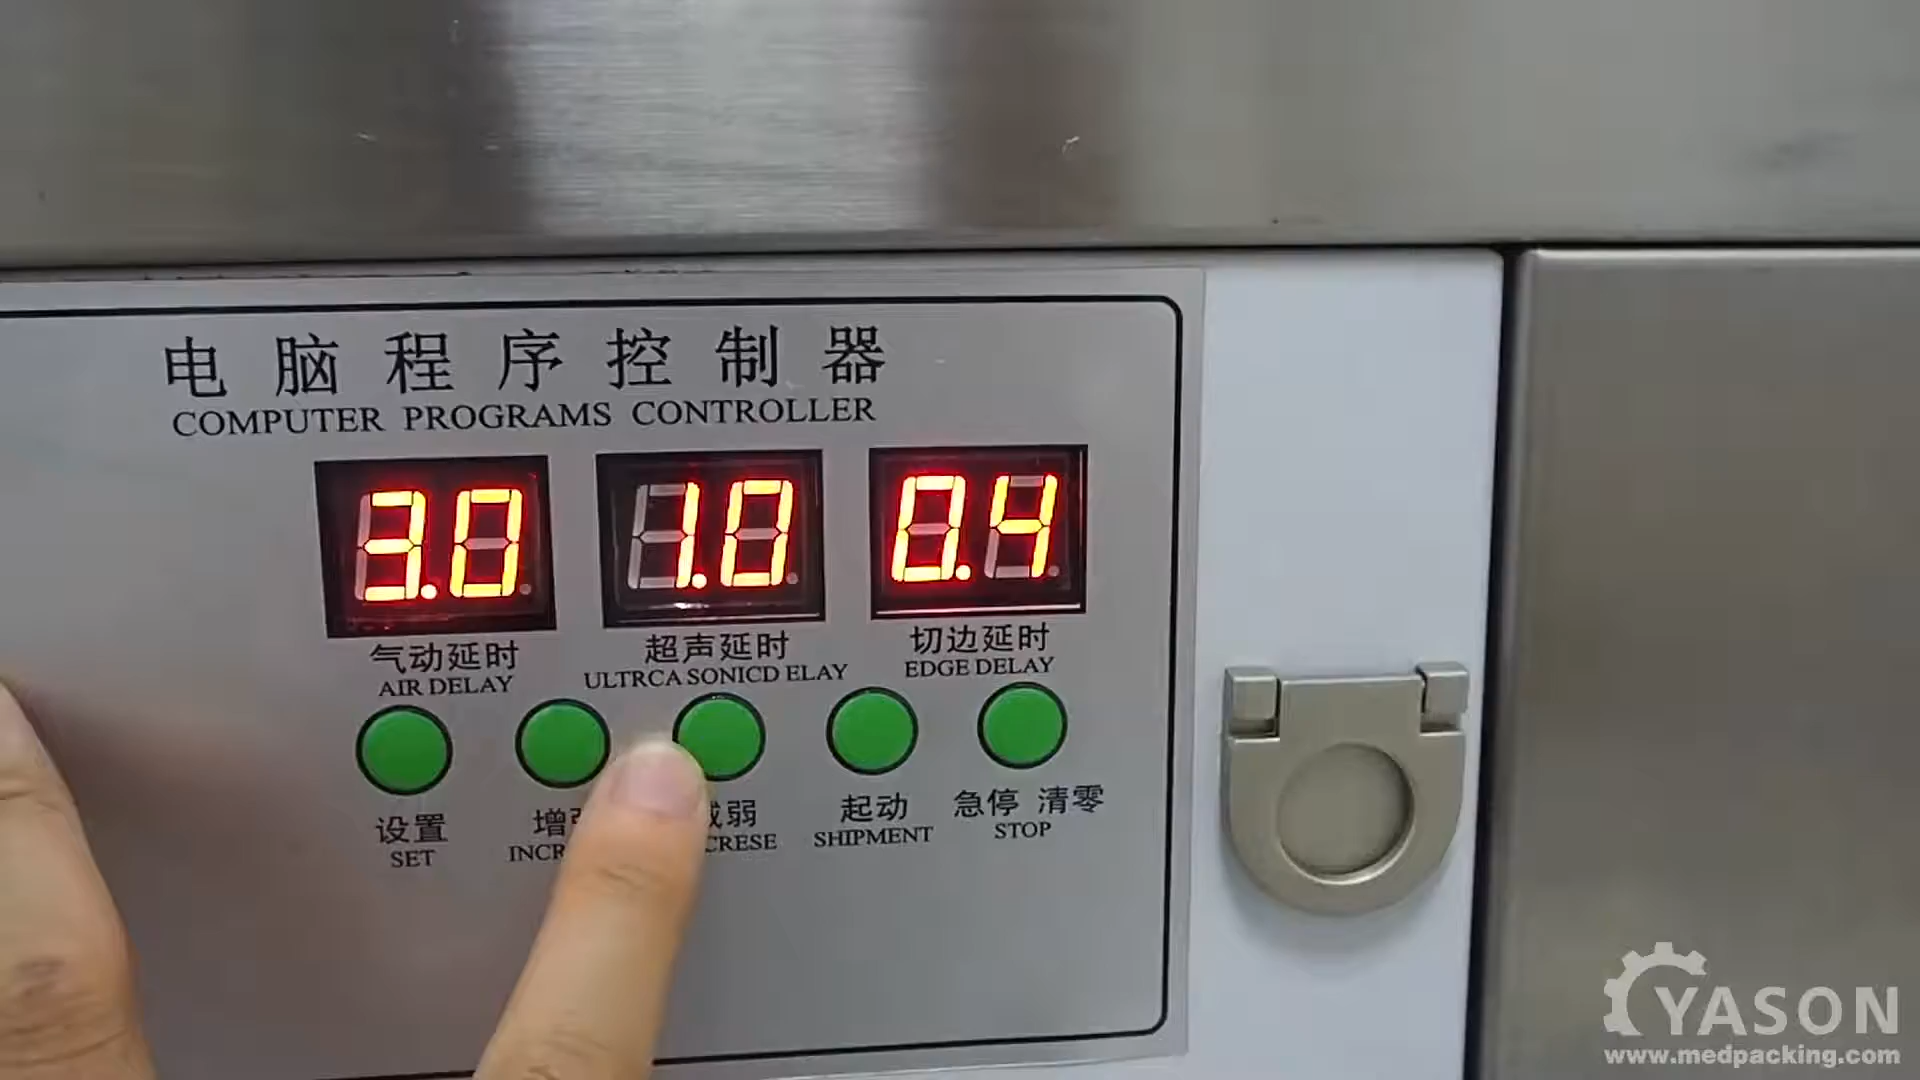 电脑程序控制器
COMPUTER PROGRAMS CONTROLLER
3.0 1.0 0.4
气动延时 超声延时 切边延时
AIR DELAY ULTRCA SONICD ELAY EDGE DELAY
设置 增 减弱 起动 急停 清零
SET INCR CRESE SHIPMENT STOP
YASON
www.medpacking.com